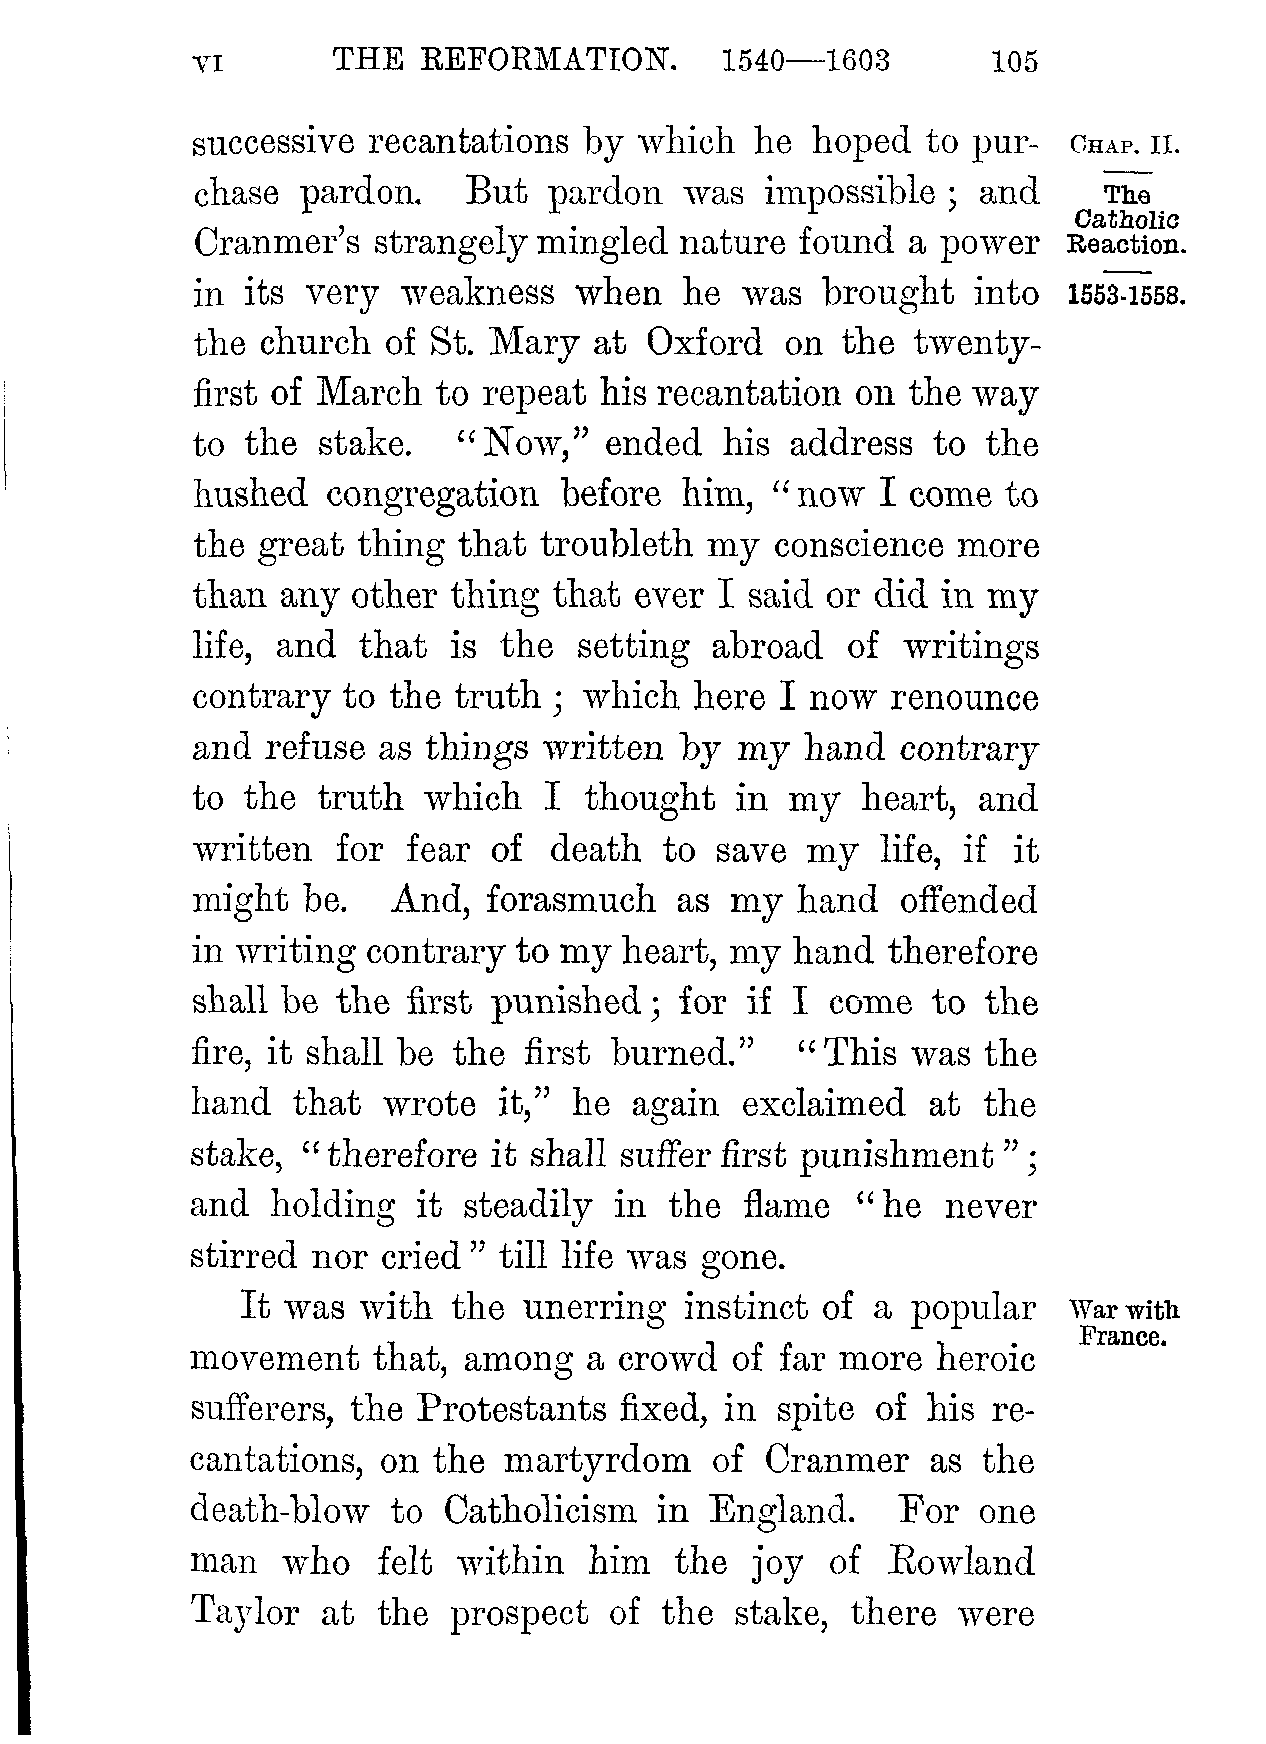 VI THE REFORMATION. 1540—1603 105
successive recantations by which he hoped to pur-
chase pardon. But pardon was impossible ; and
Cranmer's strangely mingled nature found a power
in its very weakness when he was brought into
the church of St. Mary at Oxford on the twenty-
first of March to repeat his recantation on the way
to the stake. “Now,” ended his address to the
hushed congregation before him, “now I come to
the great thing that troubleth my conscience more
than any other thing that ever I said or did in my
life, and that is the setting abroad of writings
contrary to the truth ; which here I now renounce
and refuse as things written by my hand contrary
to the truth which I thought in my heart, and
written for fear of death to save my life, if it
might be. And, forasmuch as my hand offended
in writing contrary to my heart, my hand therefore
shall be the first punished ; for if I come to the
fire, it shall be the first burned.” “This was the
hand that wrote it,” he again exclaimed at the
stake, “therefore it shall suffer first punishment” ;
and holding it steadily in the flame “he never
stirred nor cried” till life was gone.
It was with the unerring instinct of a popular
movement that, among a crowd of far more heroic
sufferers, the Protestants fixed, in spite of his re-
cantations, on the martyrdom of Cranmer as the
death-blow to Catholicism in England. For one
man who felt within him the joy of Rowland
Taylor at the prospect of the stake, there were
CHAP. II.
The
Catholic
Reaction.
1553-1558.
War with
France.